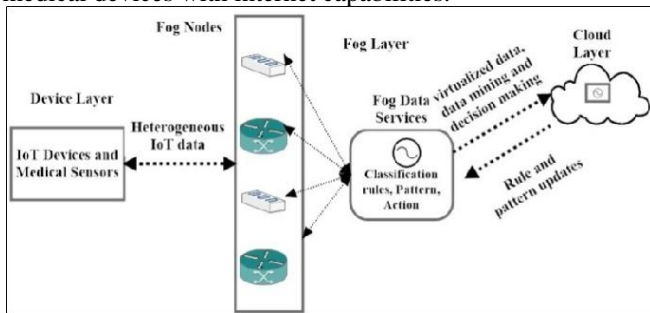 medical devices with internet capabilities.
Fog Nodes
Fog Layer
Cloud
Layer
Device Layer
Heterogeneous
IoT data
IoT Devices and
Medical Sensors
Fog Data
Services
Classification
rules, Pattern,
Action
virtualized data,
data mining and
decision making
Rule and
pattern updates